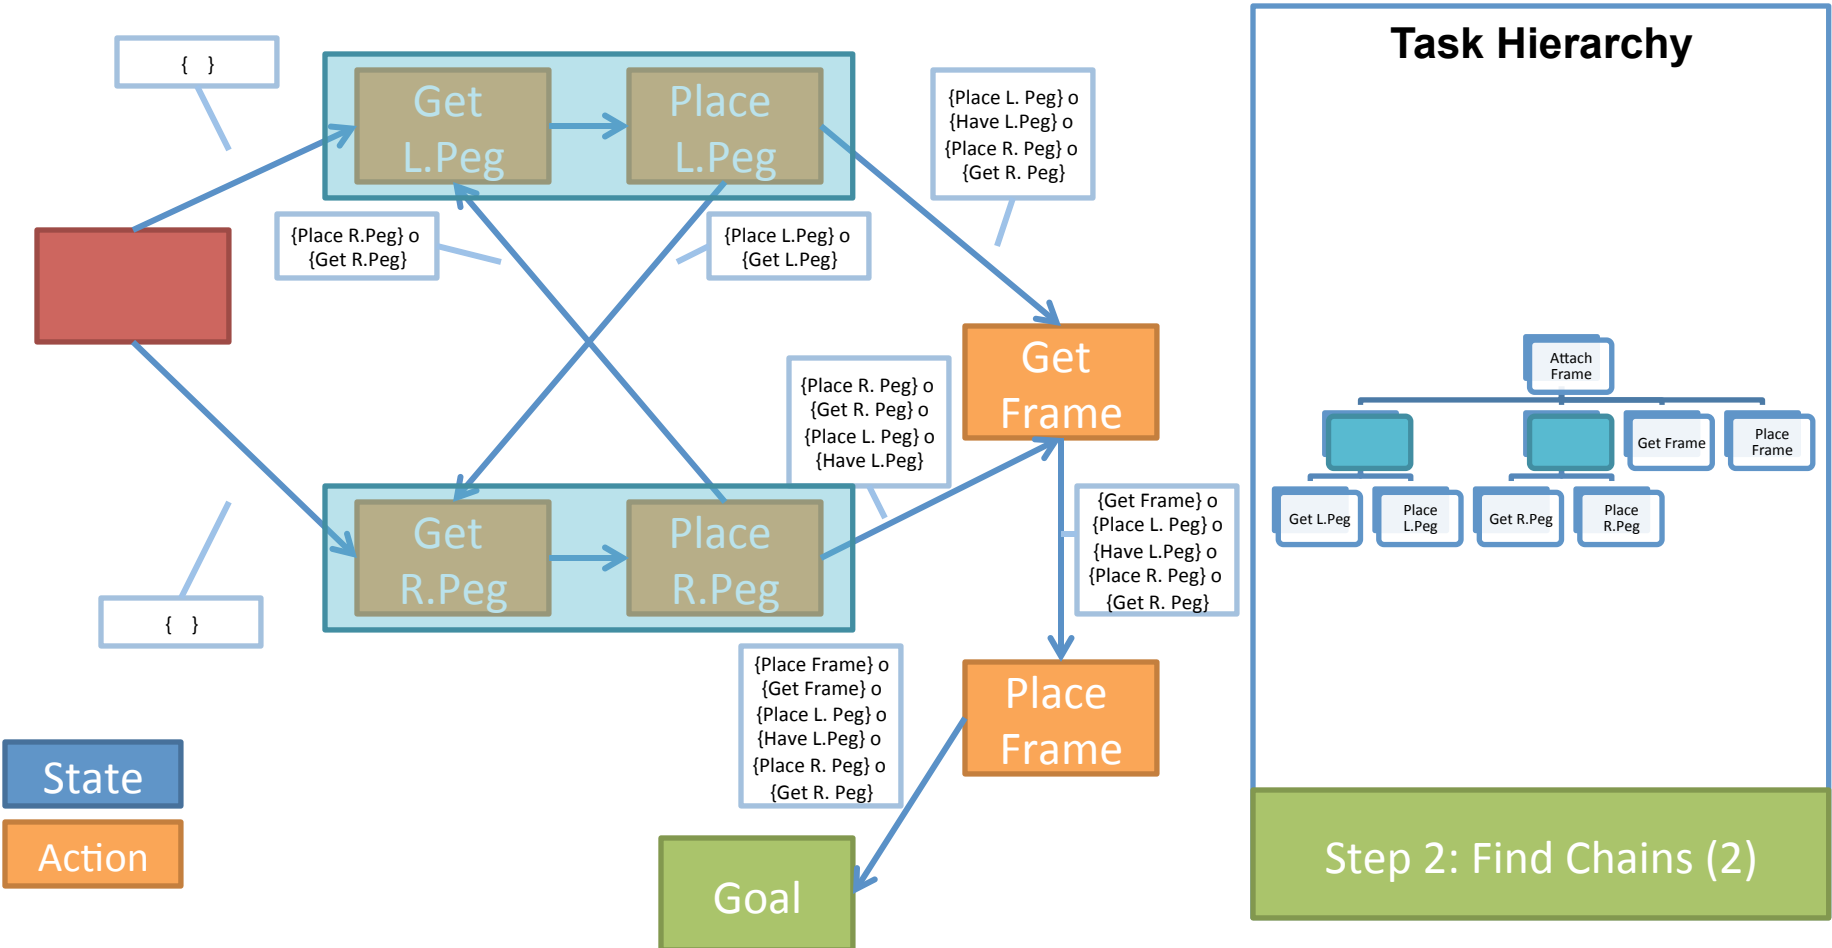 Task Hierarchy
{ }
Get
L.Peg
Place
L.Peg
{Place L. Peg} o
{Have L.Peg} o
{Place R. Peg} o
{Get R. Peg}
{Place R.Peg} o
{Get R.Peg}
{Place L.Peg} o
{Get L.Peg}
Get
Frame
{Place R. Peg} o
{Get R. Peg} o
{Place L. Peg} o
{Have L.Peg}
Get
R.Peg
Place
R.Peg
{Get Frame} o
{Place L. Peg} o
{Have L.Peg} o
{Place R. Peg} o
{Get R. Peg}
{ }
{Place Frame} o
{Get Frame} o
{Place L. Peg} o
{Have L.Peg} o
{Place R. Peg} o
{Get R. Peg}
Place
Frame
State
Action
Goal
Attach
Frame
Get Frame
Place
Frame
Get L.Peg
Place
L.Peg
Get R.Peg
Place
R.Peg
Step 2: Find Chains (2)